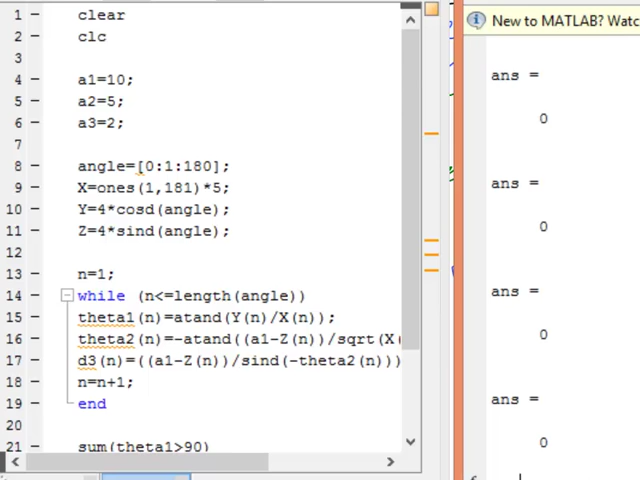 New to MATLAB? Watc
1 clear
2 clc
3
4 a1=10;
5 a2=5;
6 a3=2;
7
8 angle=[0:1:180];
9 X=ones(1,181)*5;
10 Y=4*cosd(angle);
11 Z=4*sind(angle);
12
13 n=1;
14 while (n<=length(angle))
15 theta1(n)=atand(Y(n)/X(n));
16 theta2(n)=-atand((a1-Z(n))/sqrt(X(
17 d3(n)=((a1-Z(n))/sind(-theta2(n)))
18 n=n+1;
19 end
20
21 sum(theta1>90)
ans =
0
ans =
0
ans =
0
ans =
0